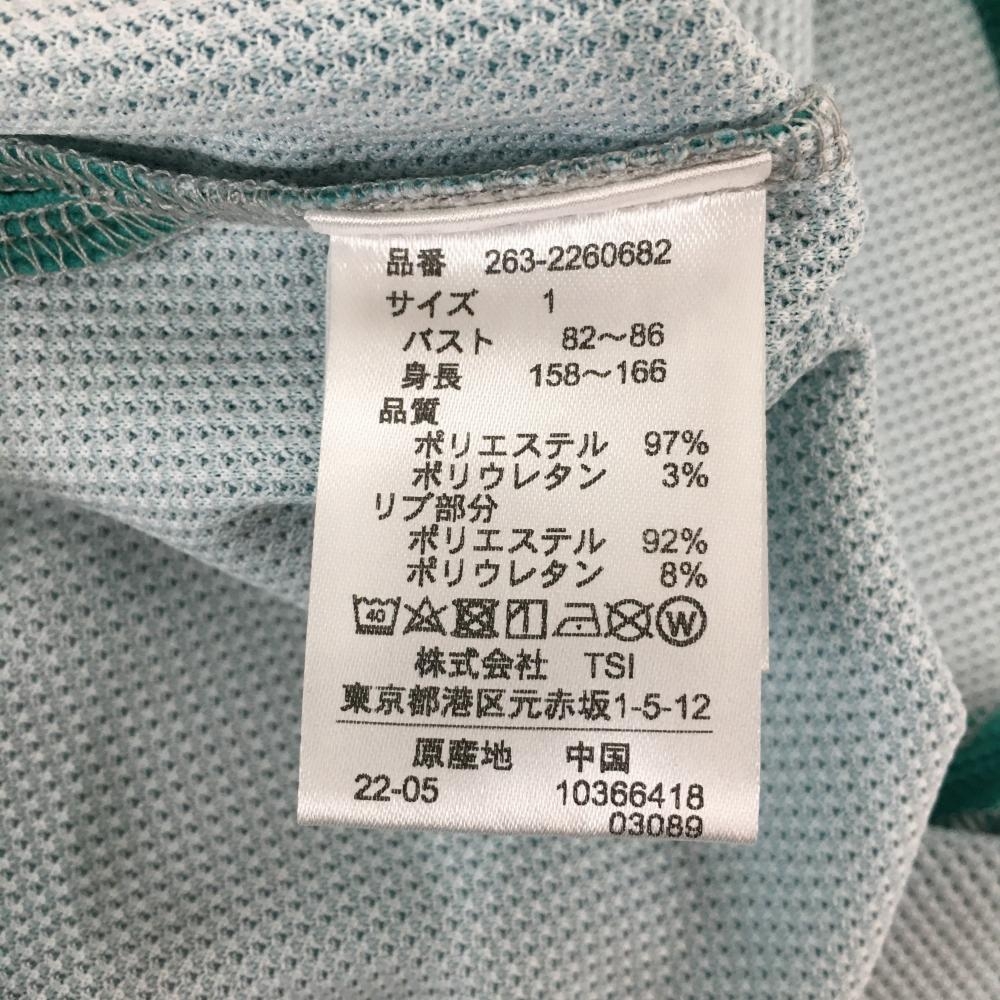 品番 263-2260682
サイズ 1
バスト 82～86
身長 158～166
品質
ポリエステル 97%
ポリウレタン 3%
リブ部分
ポリエステル 92%
ポリウレタン 8%
40 W
株式会社 TSI
東京都港区元赤坂1-5-12
原産地 中国
22-05 10366418
03089